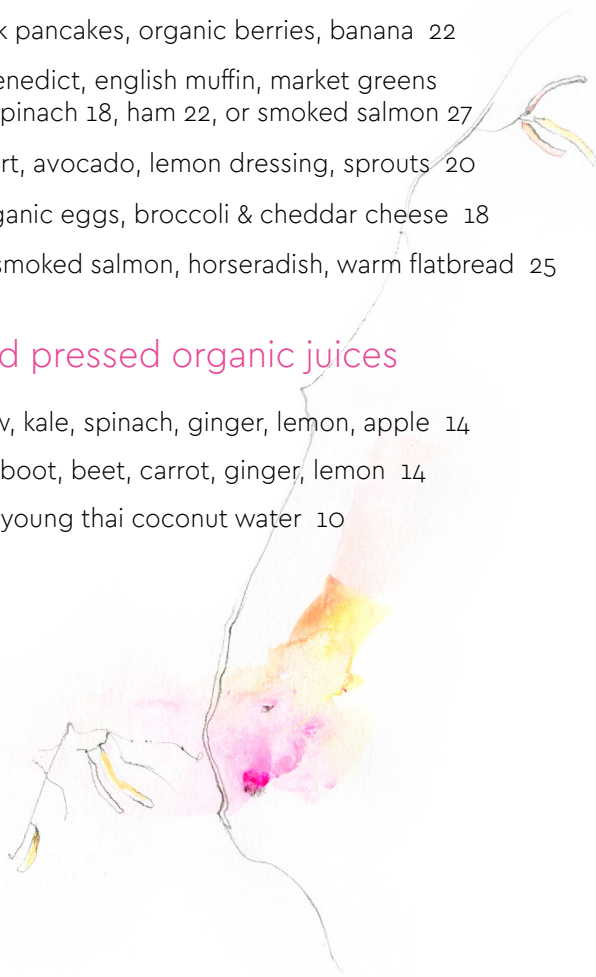 k pancakes, organic berries, banana 22
enedict, english muffin, market greens
pinach 18, ham 22, or smoked salmon 27
rt, avocado, lemon dressing, sprouts 20
ganic eggs, broccoli & cheddar cheese 18
smoked salmon, horseradish, warm flatbread 25
d pressed organic juices
w, kale, spinach, ginger, lemon, apple 14
boot, beet, carrot, ginger, lemon 14
young thai coconut water 10